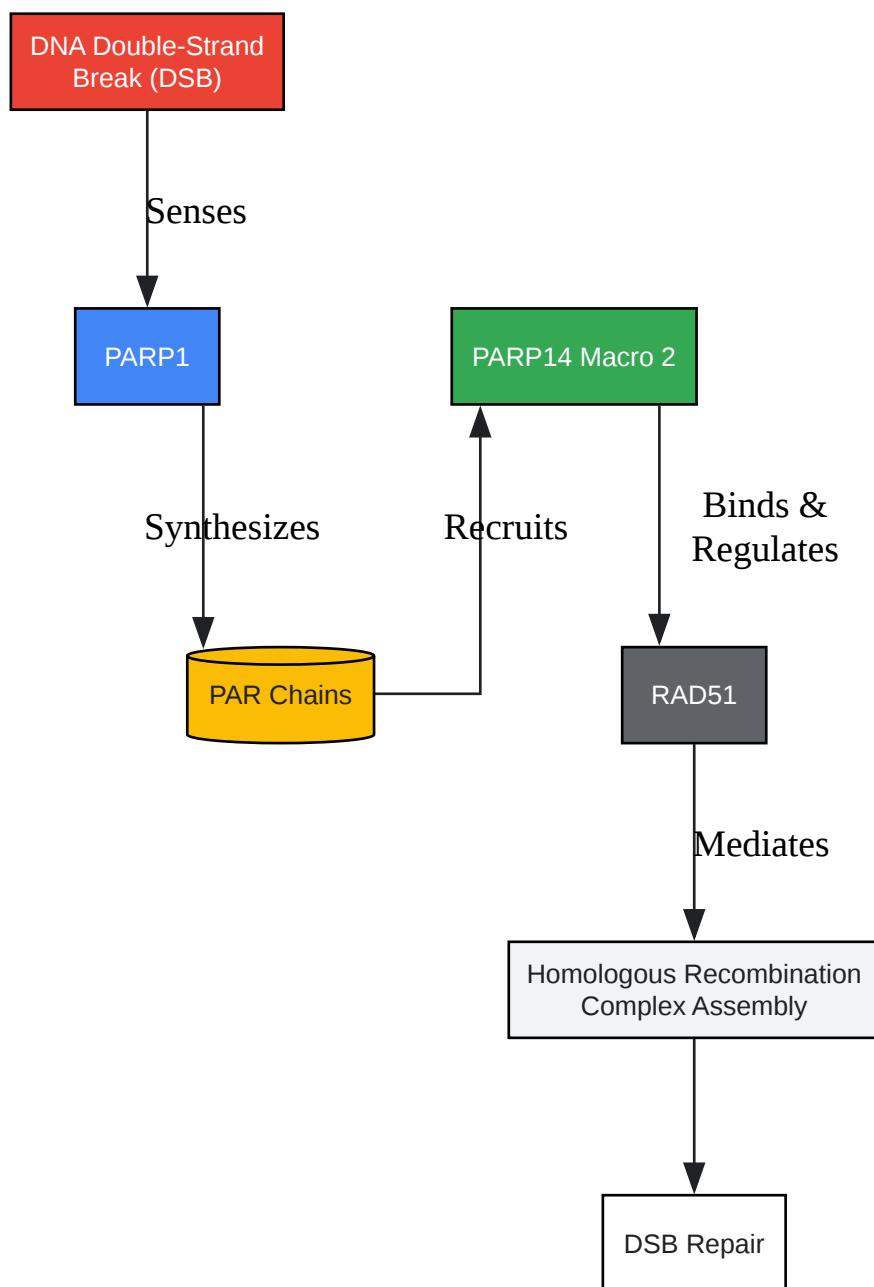 DNA Double-Strand
Break (DSB)
Senses
PARP1
PARP14 Macro 2
Synthesizes
Recruits
Binds &
Regulates
PAR Chains
RAD51
Mediates
Homologous Recombination
Complex Assembly
DSB Repair